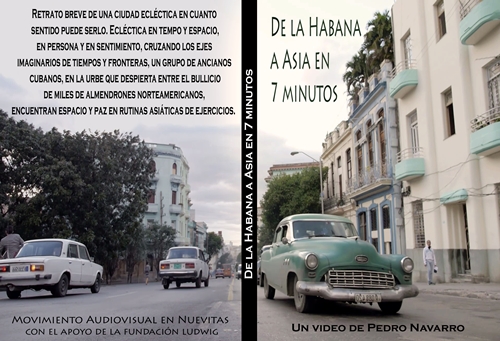 RETRATO BREVE DE UNA CIUDAD ECLÉCTICA EN CUANTO
SENTIDO PUEDE SERLO. ECLÉCTICA EN TEMPO Y ESPACIO,
EN PERSONA Y EN SENTIMIENTO, CRUZANDO LOS EJES
IMAGINARIOS DE TIEMPOS Y FRONTERAS, UN GRUPO DE ANCIANOS
CUBANOS, EN LA URBE QUE DESPIERTA ENTRE EL BULLICIO
DE MILES DE ALMENDRONES NORTEAMERICANOS,
ENCUENTRAN ESPACIO Y PAZ EN RUTINAS ASIÁTICAS DE EJERCICIOS.
MOVIMIENTO AUDIOVISUAL EN NUEVITAS
CON EL APOYO DE LA FUNDACIÓN LUDWIG
DE LA HABANA A ASIA EN 7 MINUTOS
DE LA HABANA
A ASIA EN
7 MINUTOS
UN VIDEO DE PEDRO NAVARRO